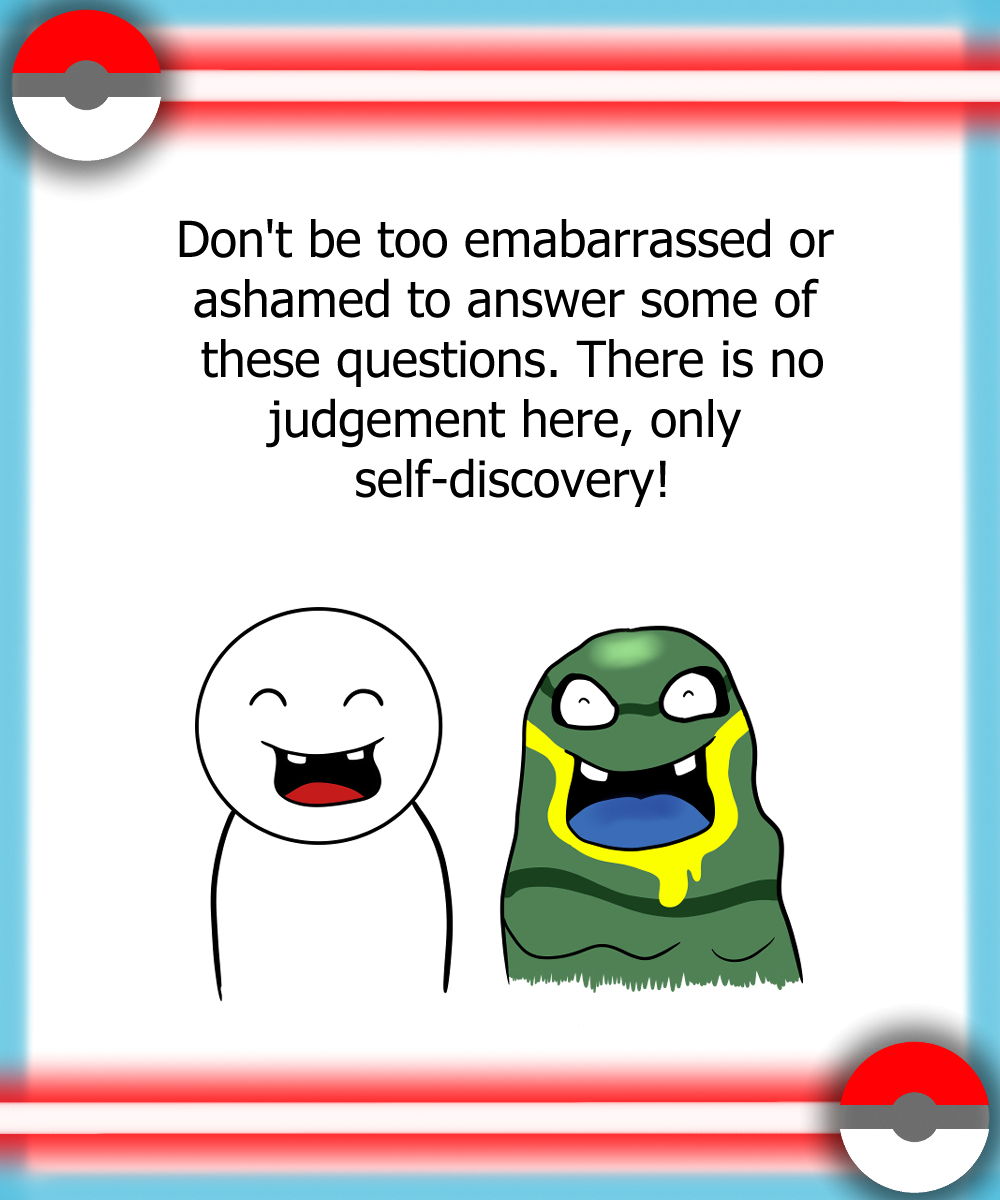 Don't be too emabarrassed or
ashamed to answer some of
these questions. There is no
judgement here, only
self-discovery!